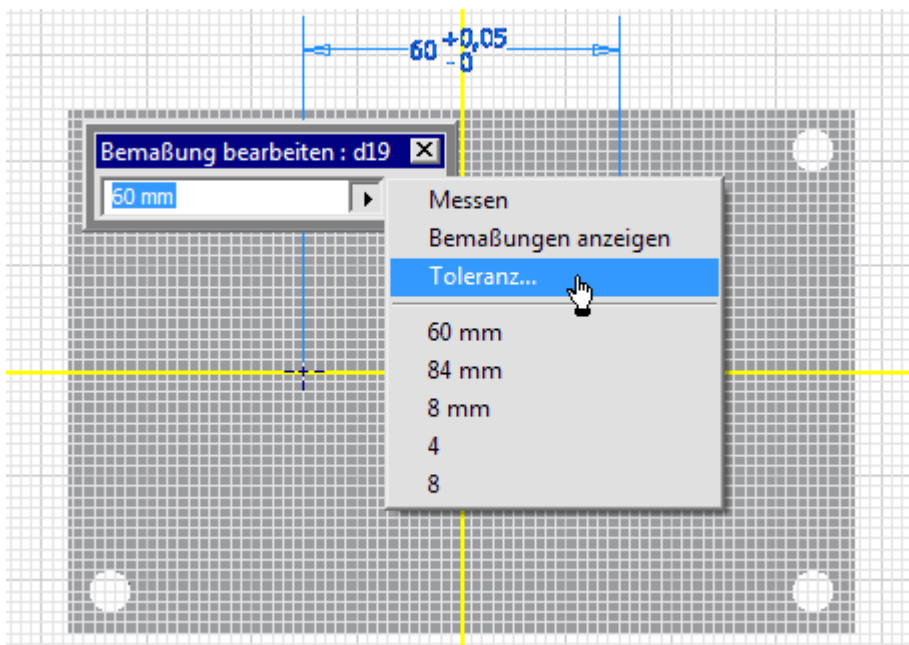 60 +0,05
- 0
Bemaßung bearbeiten : d19
60 mm
Messen
Bemaßungen anzeigen
Toleranz...
60 mm
84 mm
8 mm
4
8